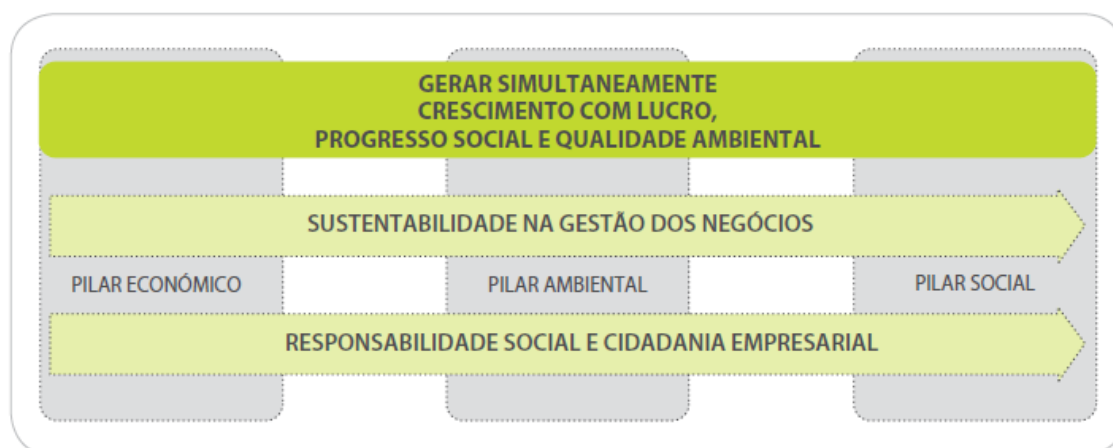 GERAR SIMULTANEAMENTE
CRESCIMENTO COM LUCRO,
PROGRESSO SOCIAL E QUALIDADE AMBIENTAL
SUSTENTABILIDADE NA GESTÃO DOS NEGÓCIOS
PILAR ECONÓMICO
PILAR AMBIENTAL
PILAR SOCIAL
RESPONSABILIDADE SOCIAL E CIDADANIA EMPRESARIAL